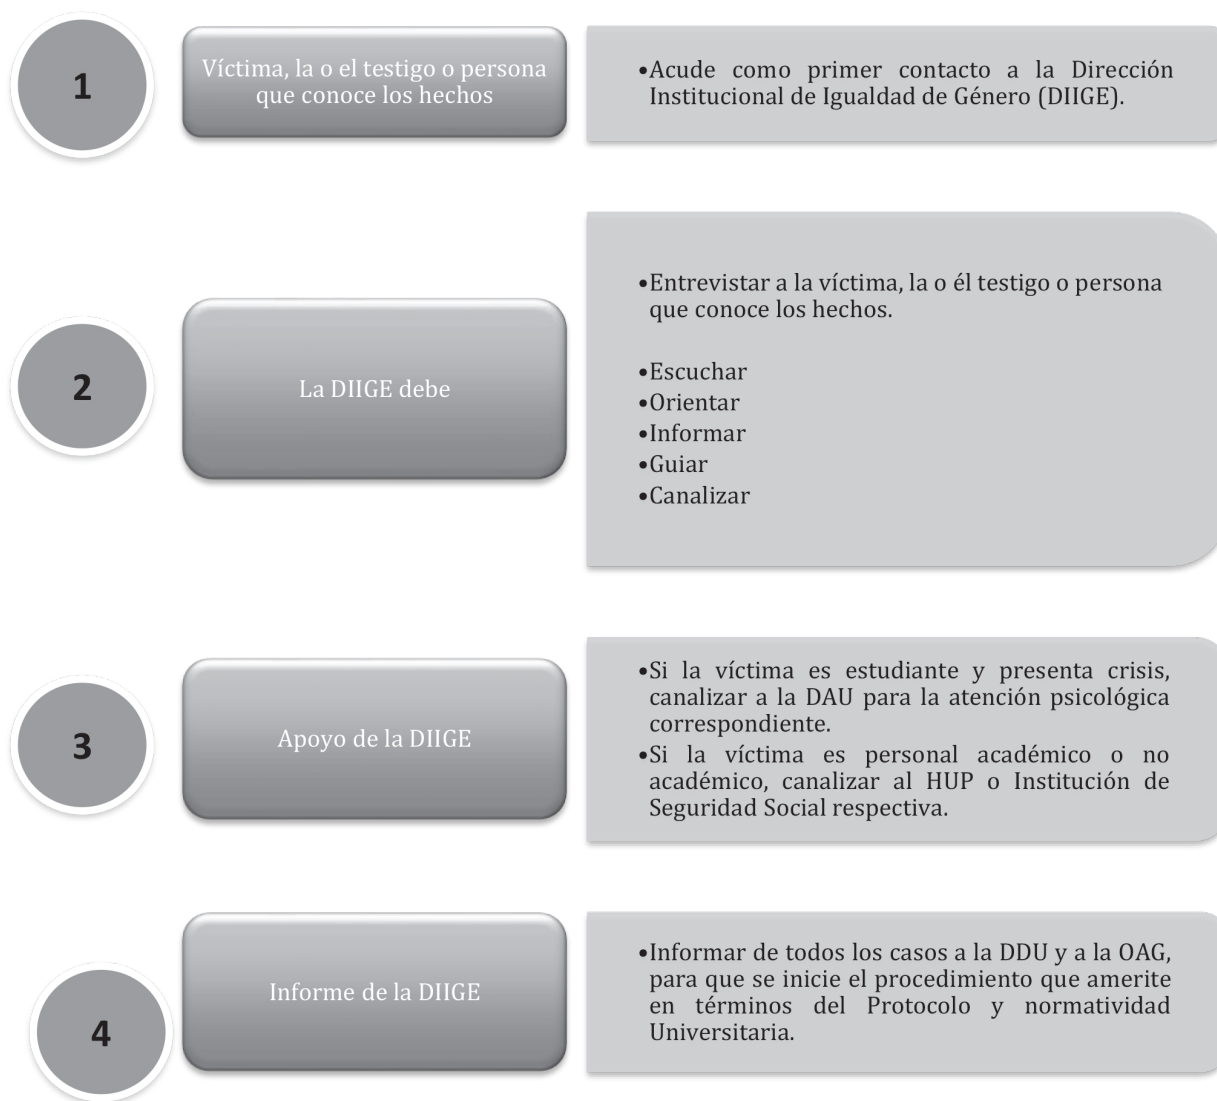 1
Víctima, la o el testigo o persona
que conoce los hechos
•Acude como primer contacto a la Dirección
Institucional de Igualdad de Género (DIIGE).
2
La DIIGE debe
•Entrevistar a la víctima, la o él testigo o persona
que conoce los hechos.
•Escuchar
•Orientar
•Informar
•Guiar
•Canalizar
3
Apoyo de la DIIGE
•Si la víctima es estudiante y presenta crisis,
canalizar a la DAU para la atención psicológica
correspondiente.
•Si la víctima es personal académico o no
académico, canalizar al HUP o Institución de
Seguridad Social respectiva.
4
Informe de la DIIGE
•Informar de todos los casos a la DDU y a la OAG,
para que se inicie el procedimiento que amerite
en términos del Protocolo y normatividad
Universitaria.